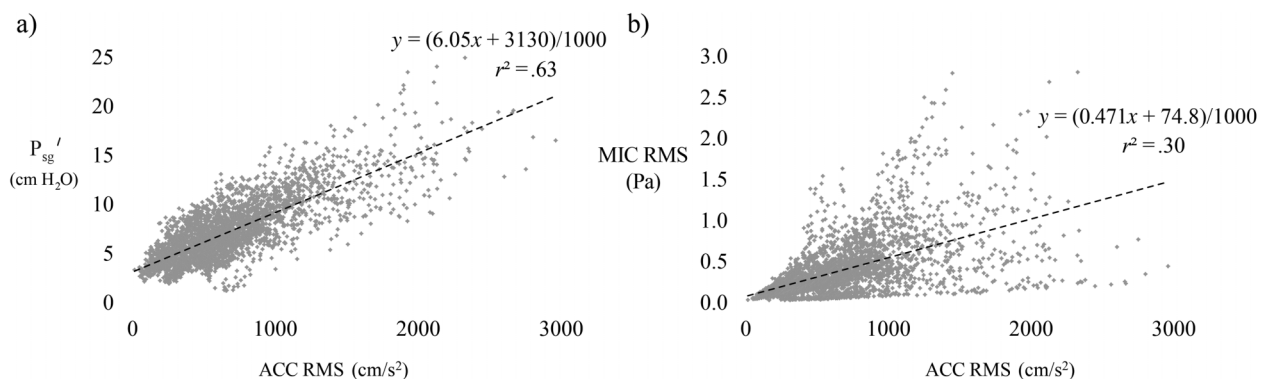 a)
y = (6.05x + 3130)/1000
r² = .63
25
20
15
10
5
0
Psg′
(cm H₂O)
0 1000 2000 3000
ACC RMS (cm/s²)
b)
y = (0.471x + 74.8)/1000
r² = .30
3.0
2.5
2.0
1.5
1.0
0.5
0.0
MIC RMS
(Pa)
0 1000 2000 3000
ACC RMS (cm/s²)